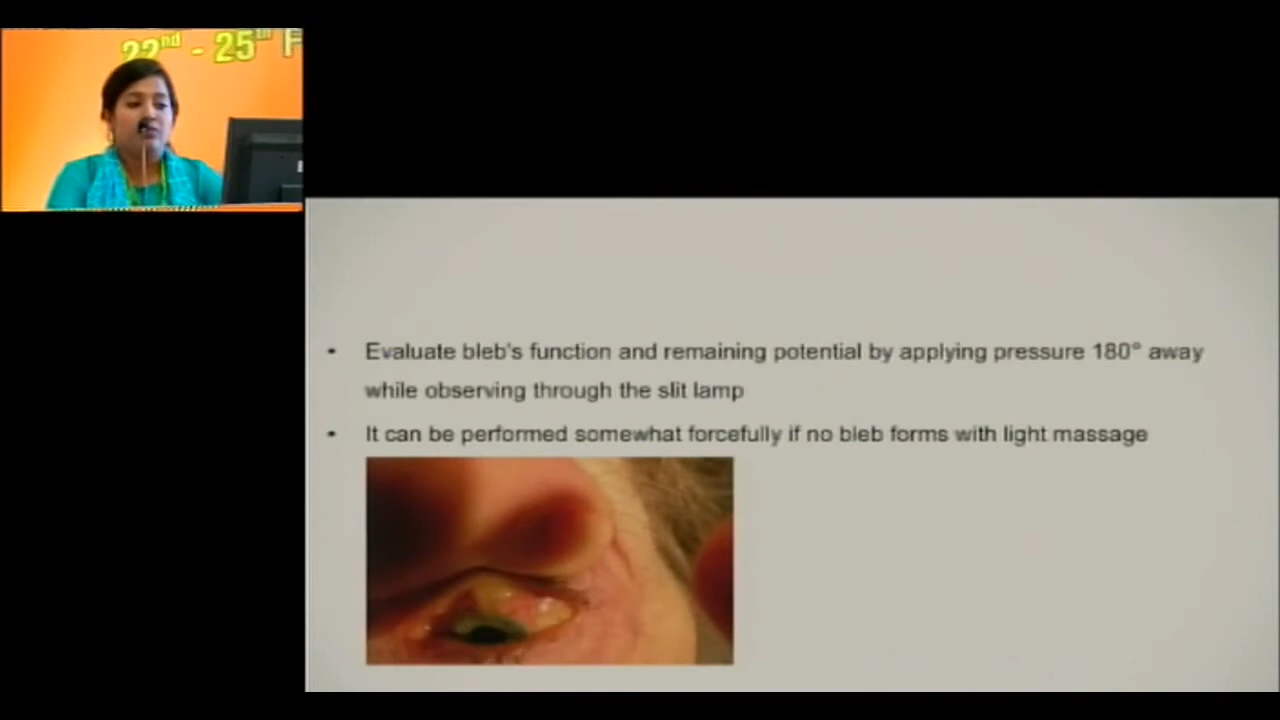 22nd - 25th F
• Evaluate bleb's function and remaining potential by applying pressure 180° away
while observing through the slit lamp
• It can be performed somewhat forcefully if no bleb forms with light massage